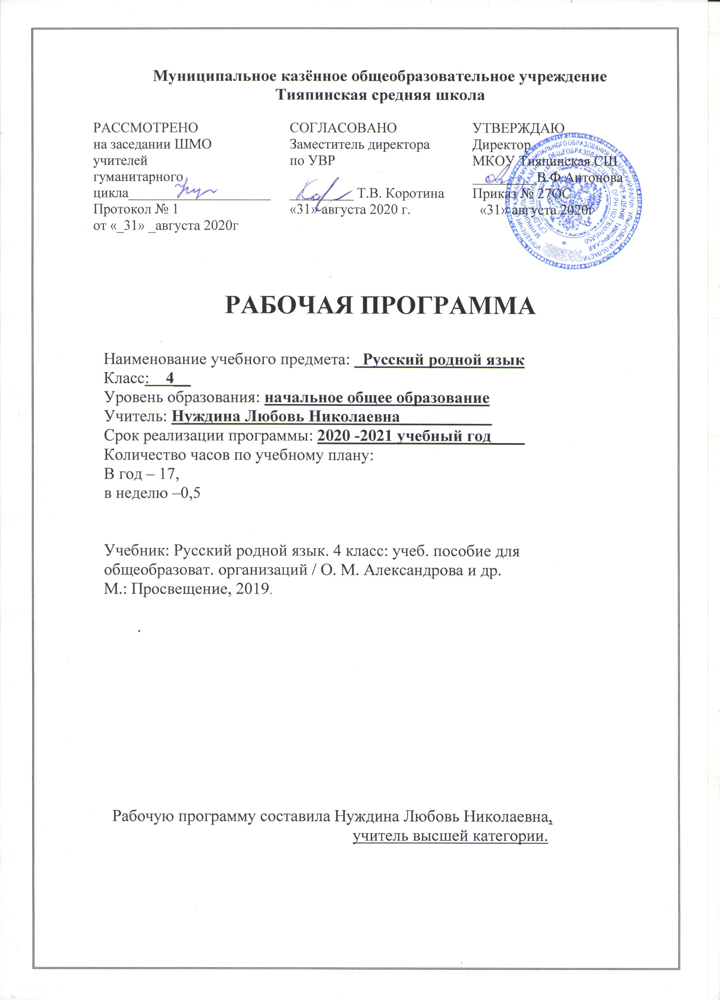 Муниципальное казённое общеобразовательное учреждение
Тияпинская средняя школа
РАССМОТРЕНО
на заседании ШМО
учителей
гуманитарного
цикла____________________
Протокол № 1
от «_31» _августа 2020г
СОГЛАСОВАНО
Заместитель директора
по УВР
_________ Т.В. Коротина
«31» августа 2020 г.
УТВЕРЖДАЮ
Директор
МКОУ Тияпинская СШ
_________В.Ф.Антонова
Приказ № 27ОС
«31» августа 2020г
РАБОЧАЯ ПРОГРАММА
Наименование учебного предмета: _Русский родной язык
Класс:__4__
Уровень образования: начальное общее образование
Учитель: Нуждина Любовь Николаевна___________
Срок реализации программы: 2020 -2021 учебный год____
Количество часов по учебному плану:
В год – 17,
в неделю –0,5
Учебник: Русский родной язык. 4 класс: учеб. пособие для
общеобразоват. организаций / О. М. Александрова и др.
М.: Просвещение, 2019.
.
Рабочую программу составила Нуждина Любовь Николаевна,
учитель высшей категории.